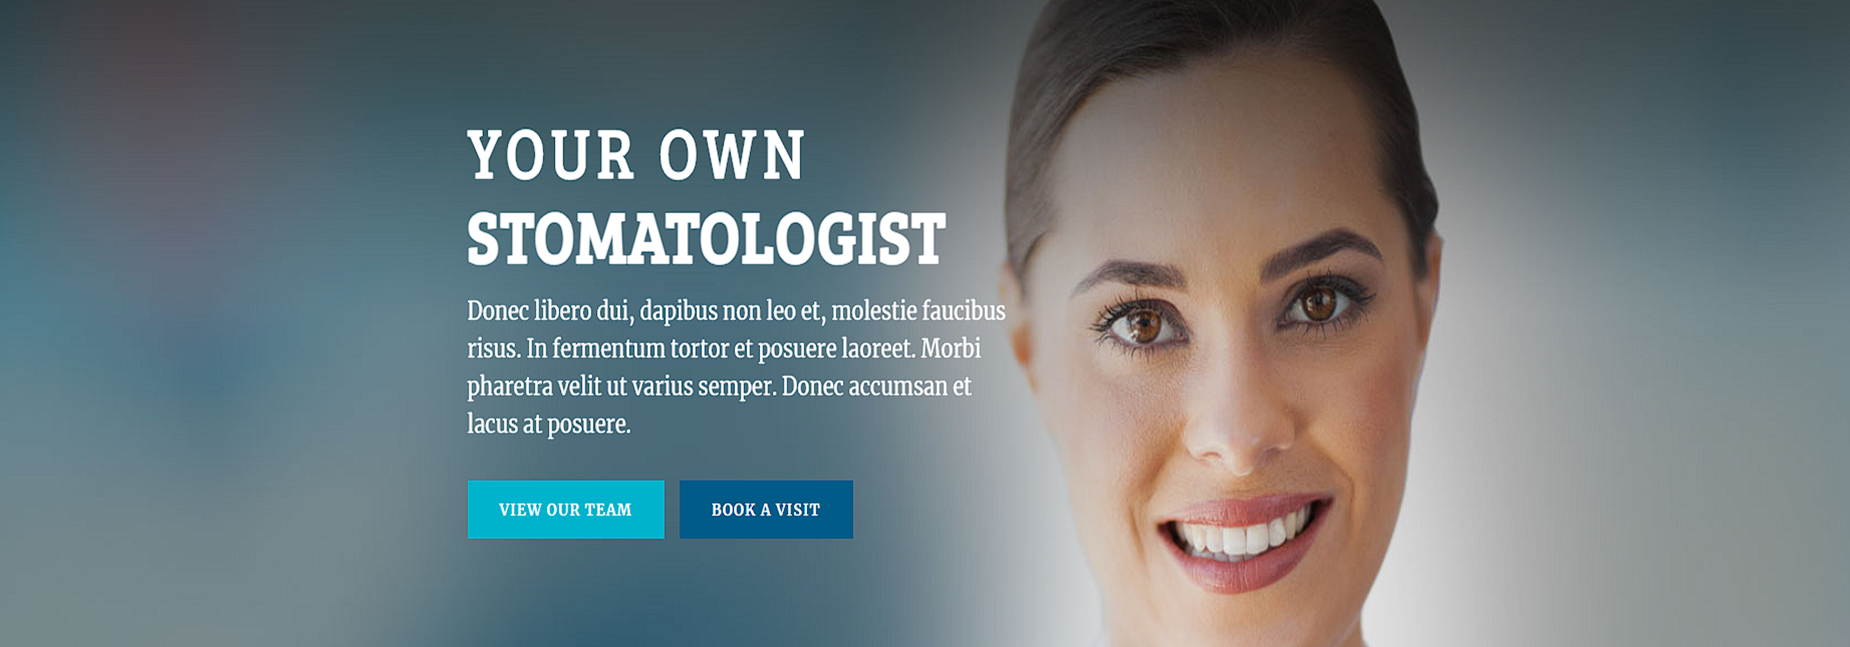 YOUR OWN
STOMATOLOGIST
Donec libero dui, dapibus non leo et, molestie faucibus
risus. In fermentum tortor et posuere laoreet. Morbi
pharetra velit ut varius semper. Donec accumsan et
lacus at posuere.
VIEW OUR TEAM
BOOK A VISIT